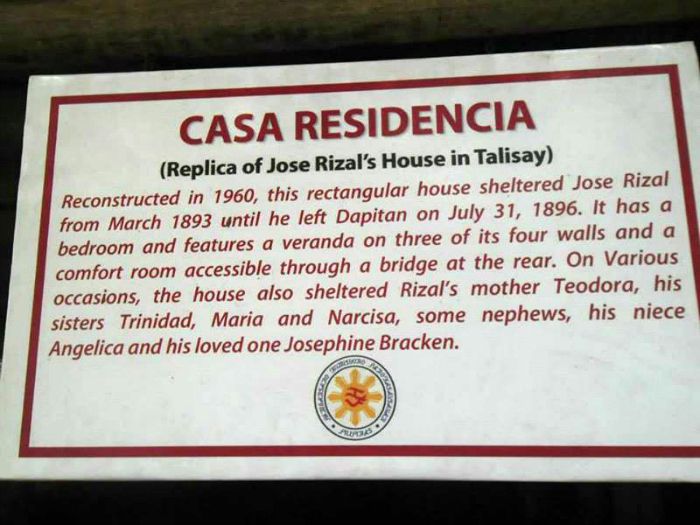 CASA RESIDENCIA
(Replica of Jose Rizal's House in Talisay)
Reconstructed in 1960, this rectangular house sheltered Jose Rizal
from March 1893 until he left Dapitan on July 31, 1896. It has a
bedroom and features a veranda on three of its four walls and a
comfort room accessible through a bridge at the rear. On Various
occasions, the house also sheltered Rizal's mother Teodora, his
sisters Trinidad, Maria and Narcisa, some nephews, his niece
Angelica and his loved one Josephine Bracken.